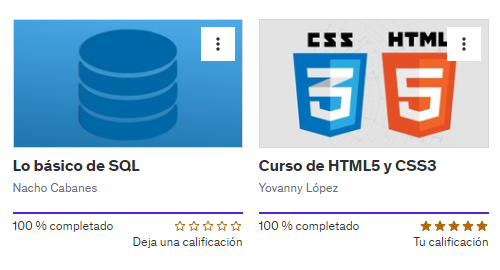 CSS HTML
3 5
Lo básico de SQL
Nacho Cabanes
100 % completado
Deja una calificación
Curso de HTML5 y CSS3
Yovanny López
100 % completado
Tu calificación